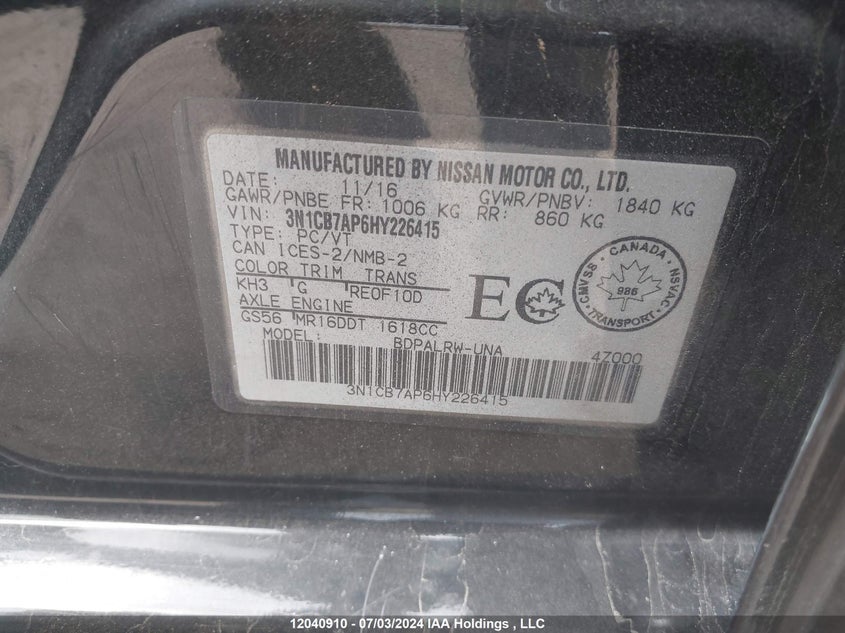 MANUFACTURED BY NISSAN MOTOR CO., LTD.
DATE: 11/16 GVWR/PNBV: 1840 KG
GAWR/PNBE FR: 1006 KG RR: 860 KG
VIN: 3N1CB7AP6HY226415
TYPE: PC/VT
CAN ICES-2/NMB-2
COLOR TRIM TRANS
KH3 G RE0F10D
AXLE ENGINE
GS56 MR16DDT 1618CC
MODEL: BDPALRW-UNA 4Z000
3N1CB7AP6HY226415
EC
CANADA
CMVSS NSVAC
986
TRANSPORT
12040910 - 07/03/2024 IAA Holdings , LLC